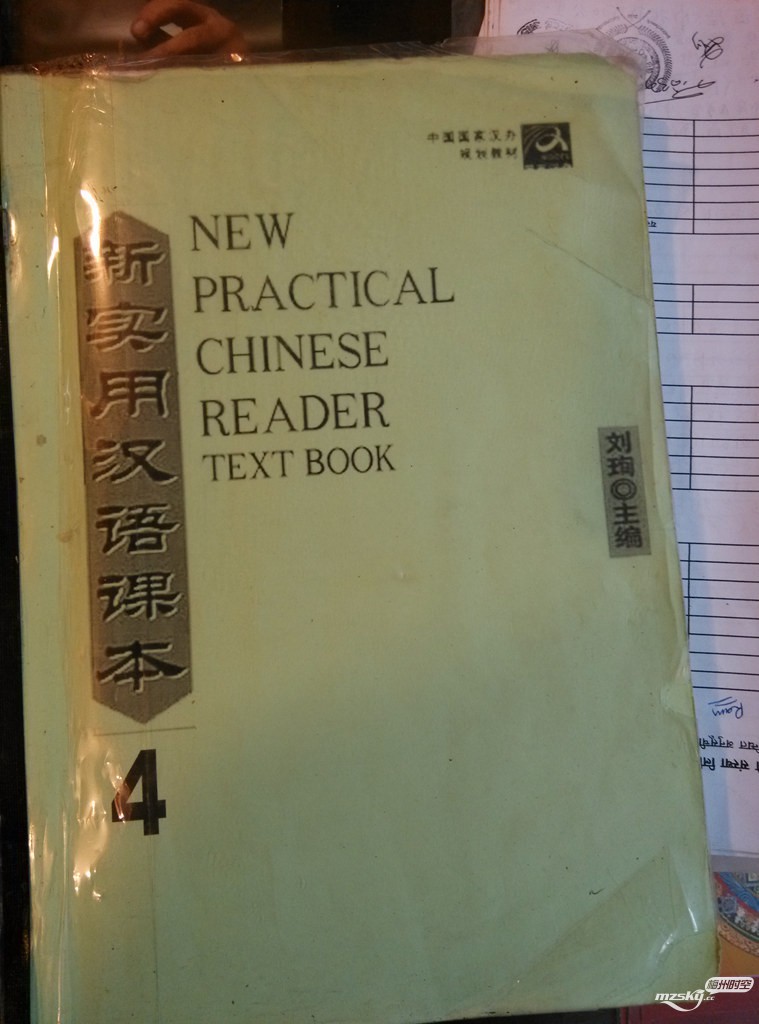 中国国家汉办
规划教材
NEW
PRACTICAL
CHINESE
READER
TEXT BOOK
新实用汉语课本
4
刘珣◎主编
Ram
梅州时空
mzsky.cc